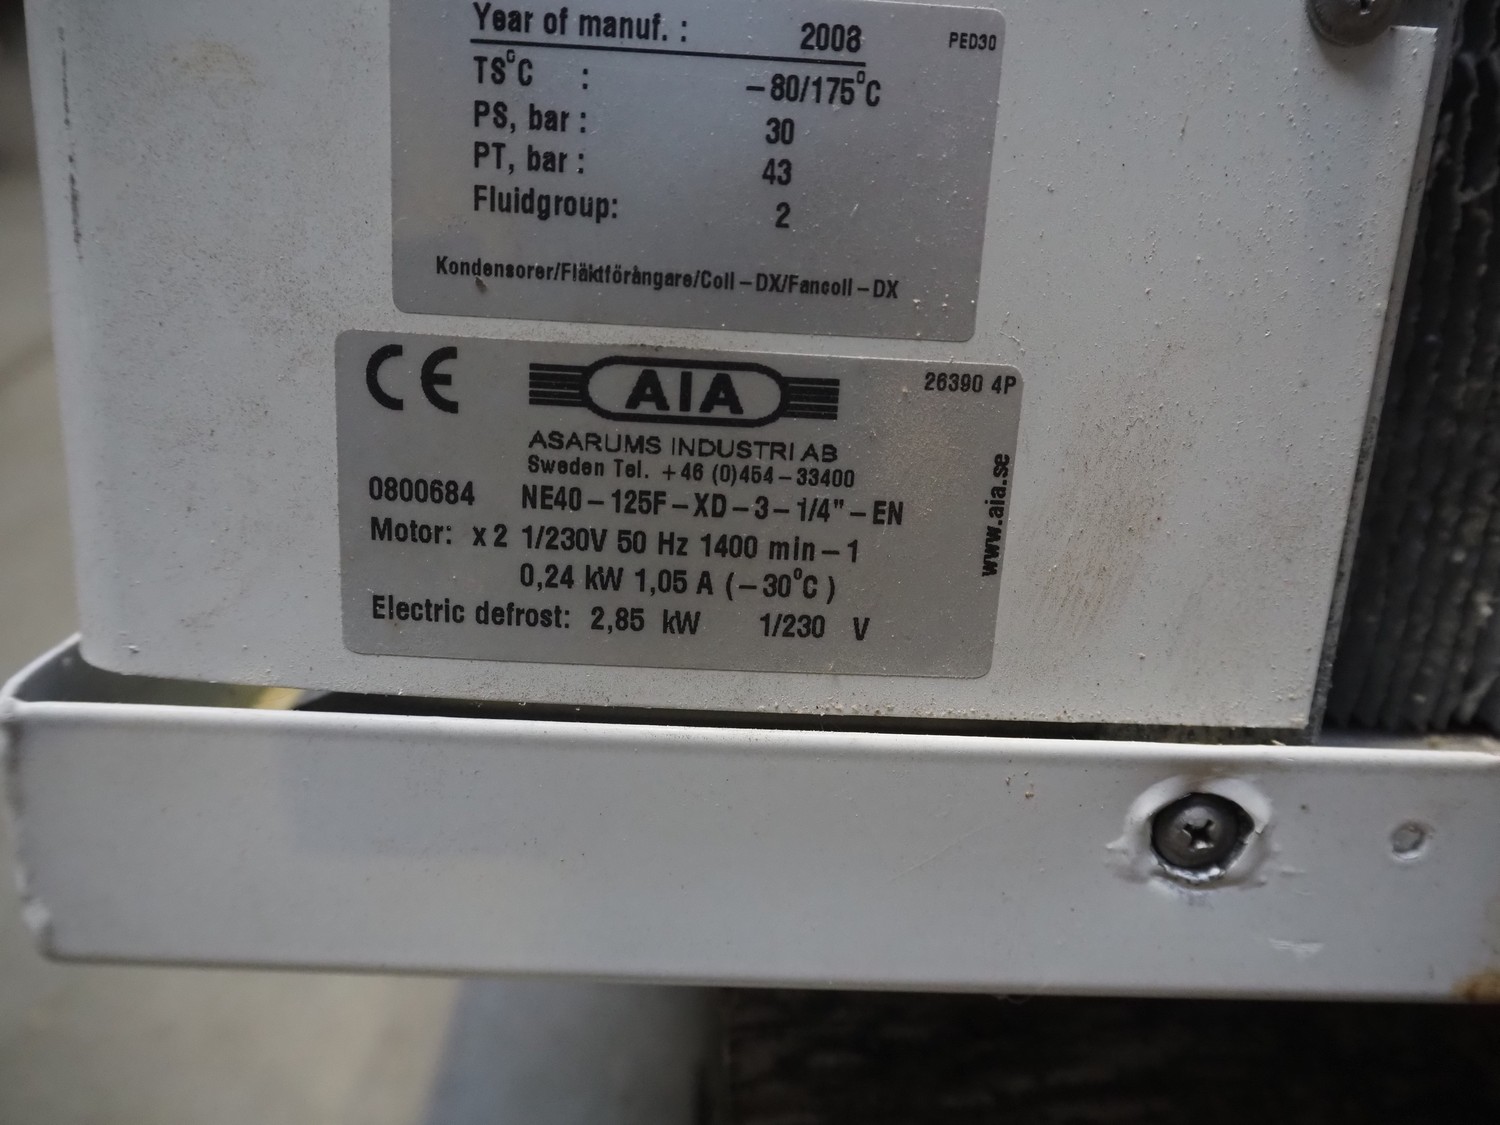 Year of manuf. : 2008 PED30
TS°C : –80/175°C
PS, bar : 30
PT, bar : 43
Fluidgroup: 2
Kondensorer/Fläktförångare/Coil–DX/Fancoil–DX
CE AIA 26390 4P
ASARUMS INDUSTRI AB
Sweden Tel. +46 (0)454–33400
0800684 NE40–125F–XD–3–1/4"–EN
Motor: x 2 1/230V 50 Hz 1400 min–1
0,24 kW 1,05 A (–30°C)
Electric defrost: 2,85 kW 1/230 V
www.aia.se